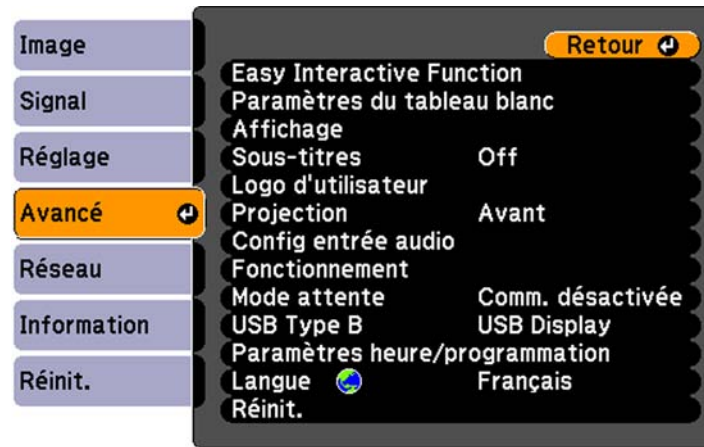 Image
Signal
Réglage
Avancé
Réseau
Information
Réinit.
Retour
Easy Interactive Function
Paramètres du tableau blanc
Affichage
Sous-titres Off
Logo d'utilisateur
Projection Avant
Config entrée audio
Fonctionnement
Mode attente Comm. désactivée
USB Type B USB Display
Paramètres heure/programmation
Langue Français
Réinit.